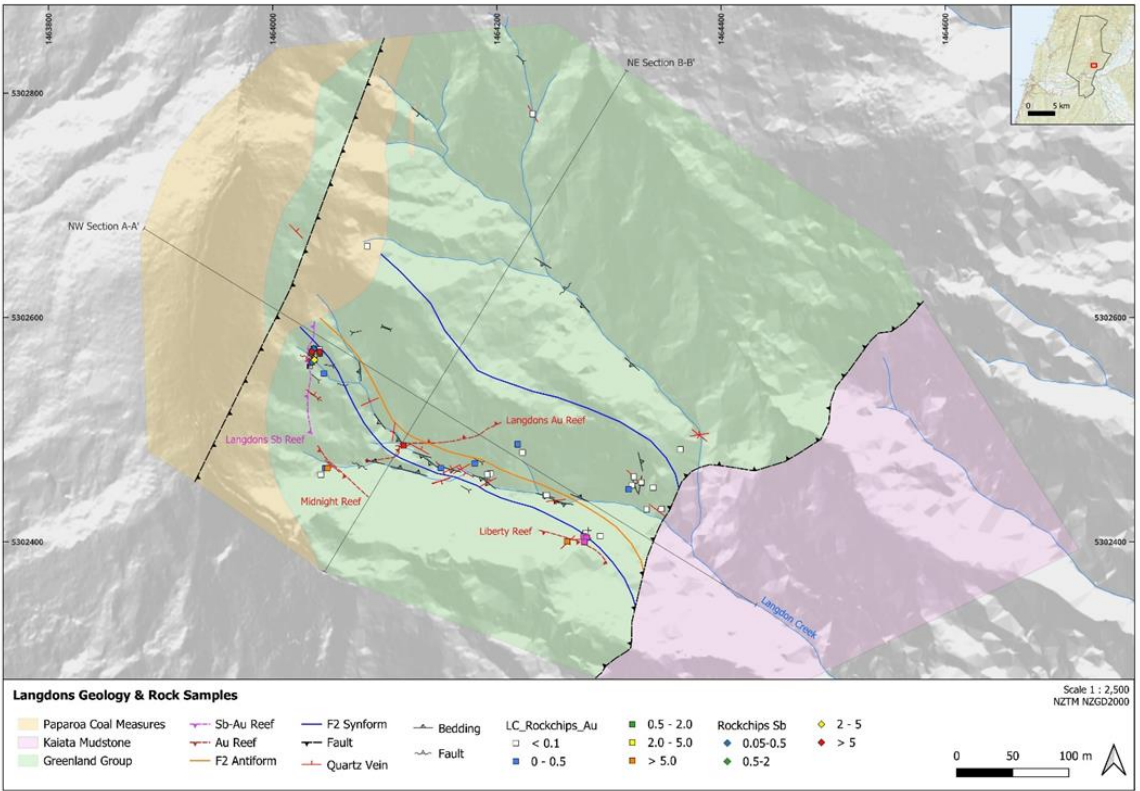 1463800
1464000
1464200
1464400
1464600
NE Section B-B'
5302800
0 5 km
NW Section A-A'
5302600
5302600
Langdons Au Reef
Langdons Sb Reef
Midnight Reef
Liberty Reef
5302400
5302400
Langdon Creek
Langdons Geology & Rock Samples
Scale 1 : 2,500
NZTM NZGD2000
Paparoa Coal Measures
Kaiata Mudstone
Greenland Group
Sb-Au Reef
Au Reef
F2 Antiform
F2 Synform
Fault
Quartz Vein
Bedding
Fault
LC_Rockchips_Au
< 0.1
0 - 0.5
0.5 - 2.0
2.0 - 5.0
> 5.0
Rockchips Sb
0.05-0.5
0.5-2
2 - 5
> 5
0 50 100 m